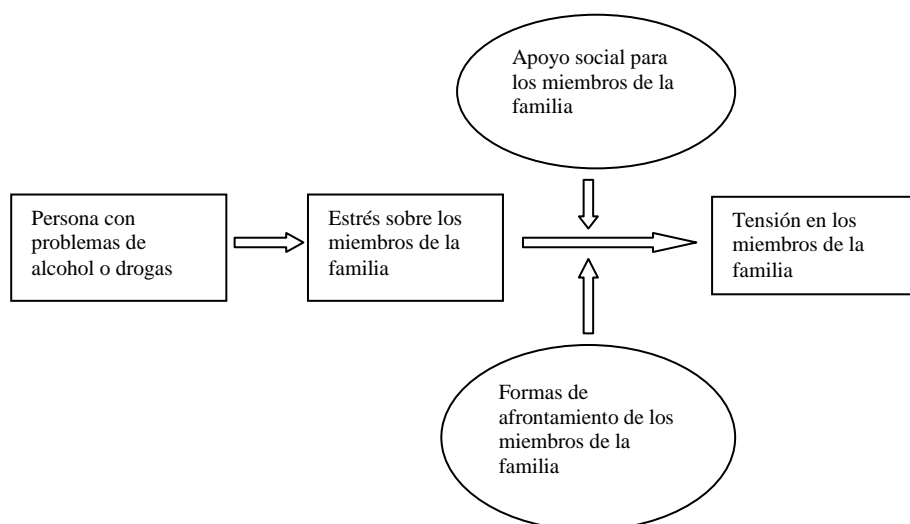 Apoyo social para
los miembros de la
familia
Persona con
problemas de
alcohol o drogas
Estrés sobre los
miembros de la
familia
Tensión en los
miembros de la
familia
Formas de
afrontamiento de los
miembros de la
familia